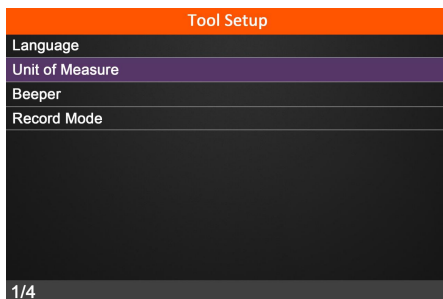 Tool Setup
Language
Unit of Measure
Beeper
Record Mode
1/4